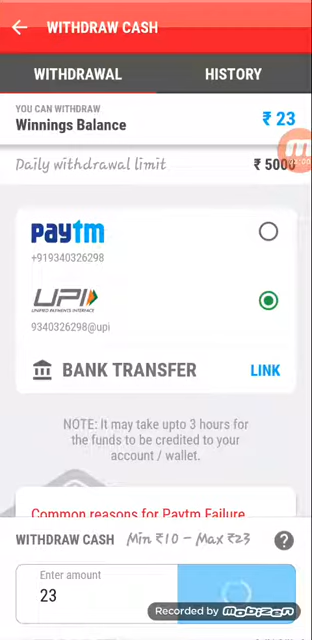 WITHDRAW CASH
WITHDRAWAL HISTORY
YOU CAN WITHDRAW
Winnings Balance ₹ 23
Daily withdrawal limit ₹ 5000
paytm
+919340326298
UPI
UNIFIED PAYMENTS INTERFACE
9340326298@upi
BANK TRANSFER LINK
NOTE: It may take upto 3 hours for
the funds to be credited to your
account / wallet.
Common reasons for Paytm Failure
WITHDRAW CASH Min ₹10 - Max ₹23 ?
Enter amount
23
Recorded by mobizen